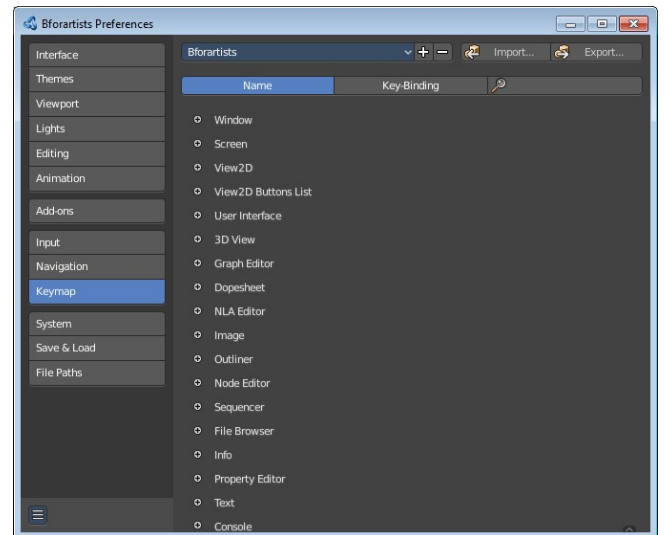 Bforartists Preferences
Interface
Themes
Viewport
Lights
Editing
Animation
Add-ons
Input
Navigation
Keymap
System
Save & Load
File Paths
Bforartists
Import...
Export...
Name
Key-Binding
Window
Screen
View2D
View2D Buttons List
User Interface
3D View
Graph Editor
Dopesheet
NLA Editor
Image
Outliner
Node Editor
Sequencer
File Browser
Info
Property Editor
Text
Console